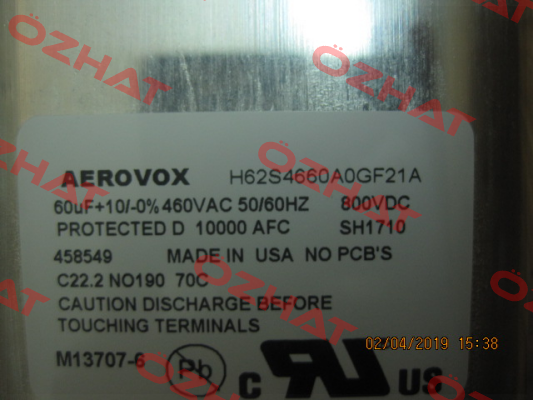 AEROVOX H62S4660A0GF21A
60uF+10/-0% 460VAC 50/60HZ 800VDC
PROTECTED D 10000 AFC SH1710
458549 MADE IN USA NO PCB'S
C22.2 NO190 70C
CAUTION DISCHARGE BEFORE
TOUCHING TERMINALS
M13707-6 Pb C US
02/04/2019 15:38
ÖZHAT
ÖZHAT
ÖZHAT
ÖZHAT
ÖZHAT